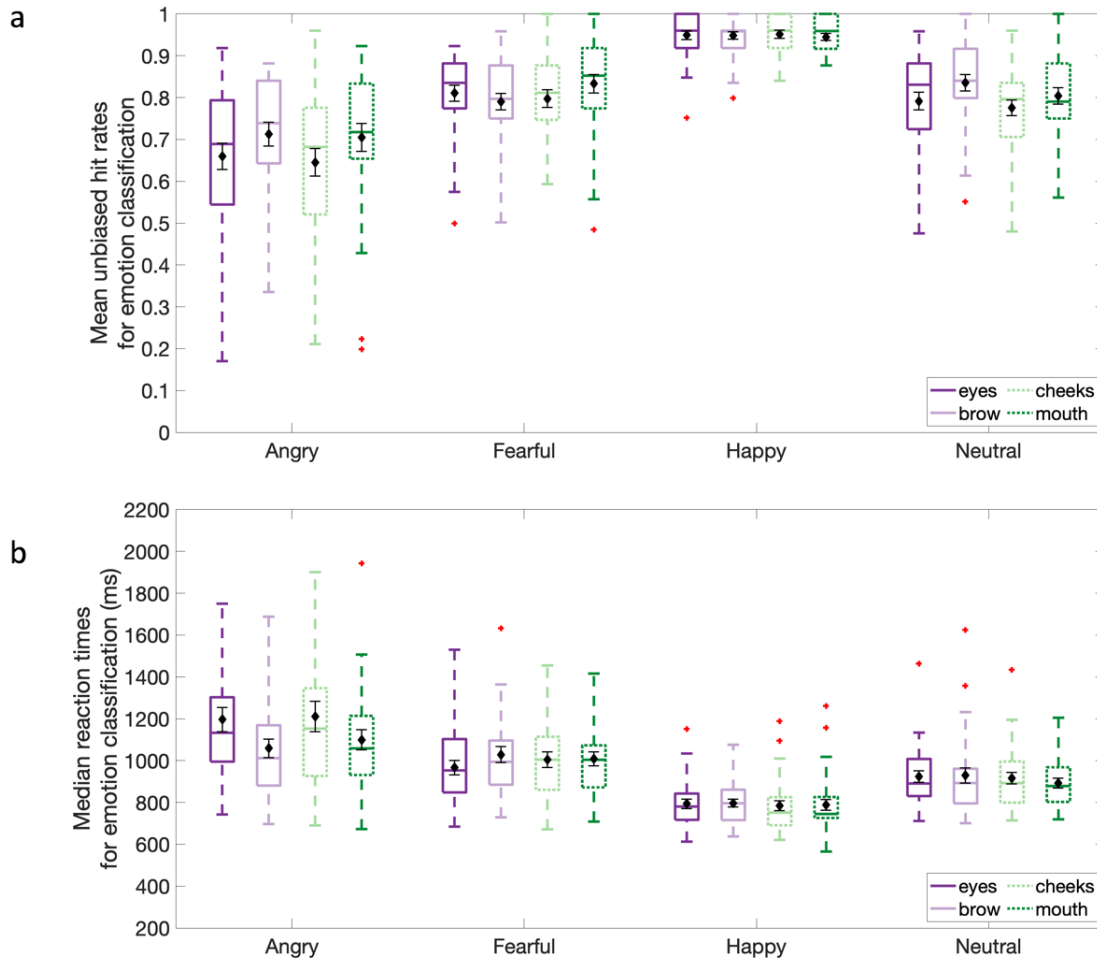 a
Mean unbiased hit rates
for emotion classification
1
0.9
0.8
0.7
0.6
0.5
0.4
0.3
0.2
0.1
0
eyes cheeks
brow mouth
Angry Fearful Happy Neutral
b
Median reaction times
for emotion classification (ms)
2200
2000
1800
1600
1400
1200
1000
800
600
400
200
eyes cheeks
brow mouth
Angry Fearful Happy Neutral